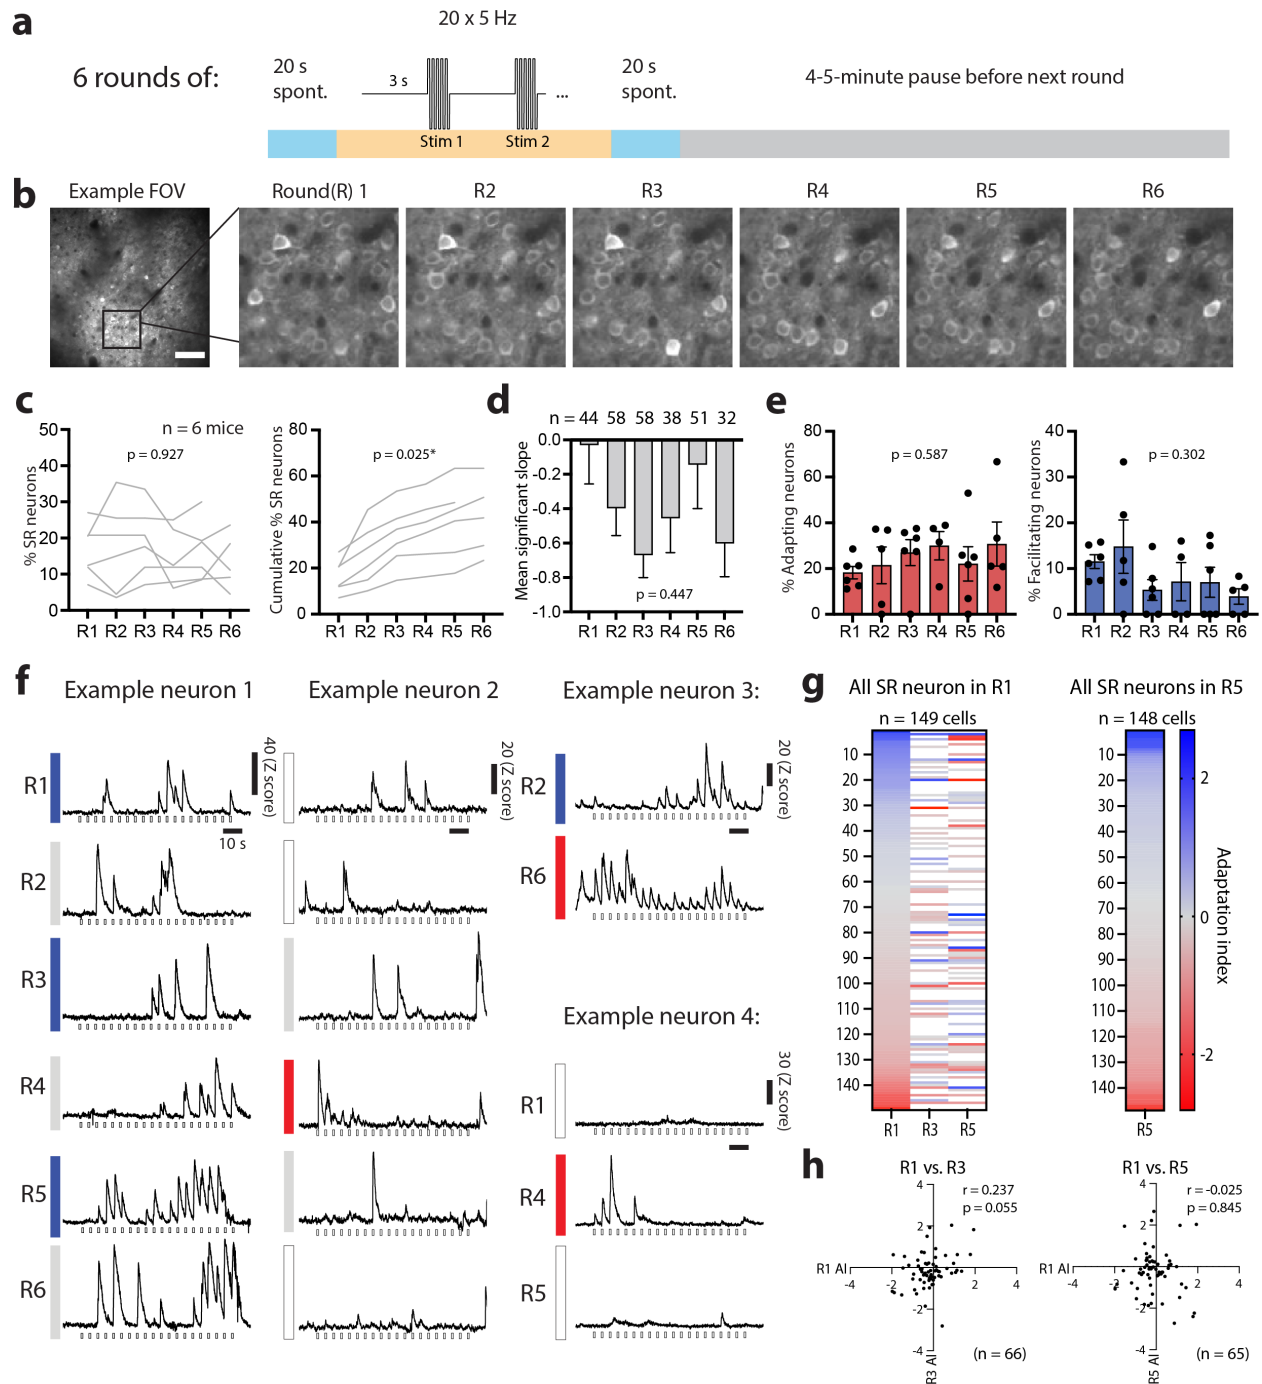 a
20 x 5 Hz
6 rounds of:
20 s
spont.
3 s
...
20 s
spont.
4-5-minute pause before next round
Stim 1
Stim 2
b
Example FOV
Round(R) 1
R2
R3
R4
R5
R6
c
n = 6 mice
p = 0.927
% SR neurons
50
40
30
20
10
0
R1 R2 R3 R4 R5 R6
p = 0.025*
Cumulative % SR neurons
80
60
40
20
0
R1 R2 R3 R4 R5 R6
d
n = 44 58 58 38 51 32
Mean significant slope
0.0
-0.2
-0.4
-0.6
-0.8
-1.0
p = 0.447
R1 R2 R3 R4 R5 R6
e
% Adapting neurons
80
60
40
20
0
p = 0.587
R1 R2 R3 R4 R5 R6
% Facilitating neurons
40
30
20
10
0
p = 0.302
R1 R2 R3 R4 R5 R6
f
Example neuron 1
R1
40 (Z score)
10 s
R2
R3
R4
R5
R6
Example neuron 2
20 (Z score)
Example neuron 3:
R2
20 (Z score)
R6
Example neuron 4:
R1
30 (Z score)
R4
R5
g
All SR neuron in R1
n = 149 cells
10
20
30
40
50
60
70
80
90
100
110
120
130
140
R1 R3 R5
All SR neurons in R5
n = 148 cells
10
20
30
40
50
60
70
80
90
100
110
120
130
140
R5
2
0
-2
Adaptation index
h
R1 vs. R3
r = 0.237
p = 0.055
4
2
-2
-4
R1 AI
-4 -2 2 4
R3 AI
(n = 66)
R1 vs. R5
r = -0.025
p = 0.845
4
2
-2
-4
R1 AI
-4 -2 2 4
R5 AI
(n = 65)